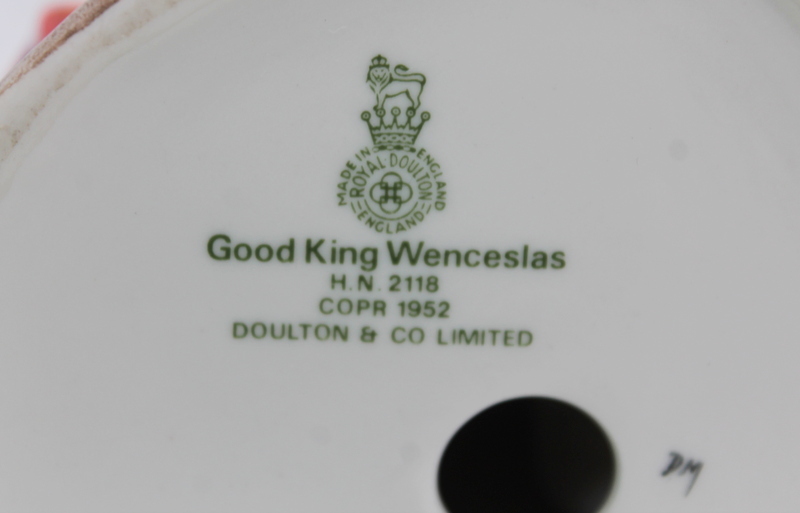 MADE IN ENGLAND
ROYAL DOULTON
ENGLAND
Good King Wenceslas
H.N. 2118
COPR 1952
DOULTON & CO LIMITED
DM